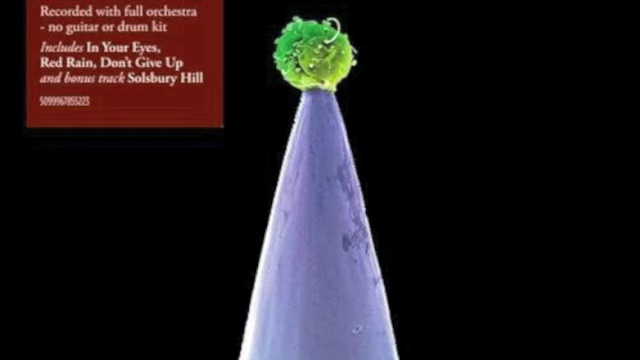 Recorded with full orchestra
- no guitar or drum kit
Includes In Your Eyes,
Red Rain, Don't Give Up
and bonus track Solsbury Hill
5099967855223